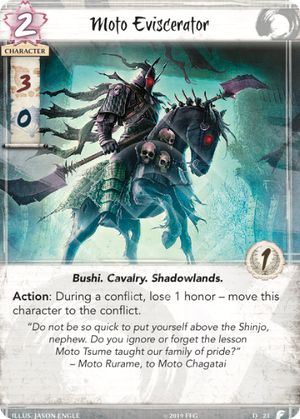 Moto Eviscerator
2
CHARACTER
3
0
1
Bushi. Cavalry. Shadowlands.
Action: During a conflict, lose 1 honor – move this
character to the conflict.
“Do not be so quick to put yourself above the Shinjo,
nephew. Do you ignore or forget the lesson
Moto Tsume taught our family of pride?”
– Moto Rurame, to Moto Chagatai
ILLUS. JASON ENGLE
© 2019 FFG
D 21